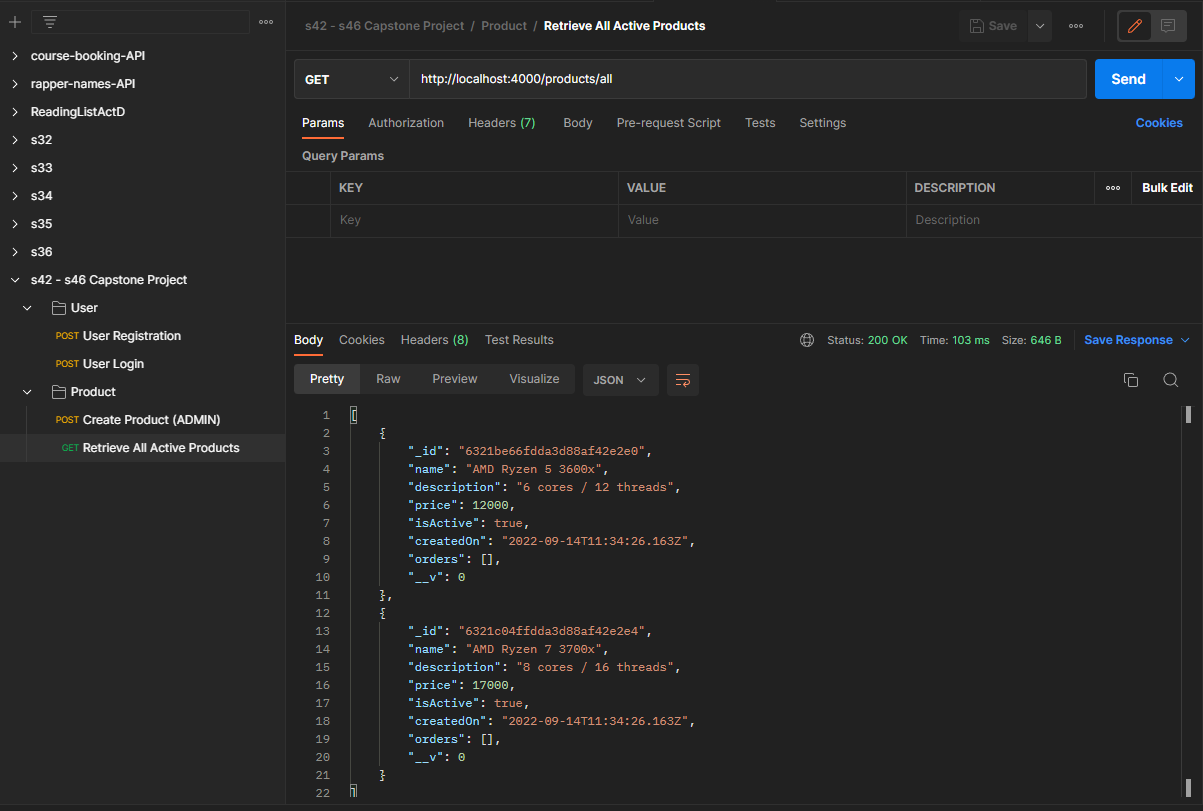 s42 - s46 Capstone Project / Product / Retrieve All Active Products
Save
course-booking-API
rapper-names-API
ReadingListActD
s32
s33
s34
s35
s36
s42 - s46 Capstone Project
User
POST User Registration
POST User Login
Product
POST Create Product (ADMIN)
GET Retrieve All Active Products
GET http://localhost:4000/products/all Send
Params Authorization Headers (7) Body Pre-request Script Tests Settings Cookies
Query Params
KEY VALUE DESCRIPTION Bulk Edit
Key Value Description
Body Cookies Headers (8) Test Results Status: 200 OK Time: 103 ms Size: 646 B Save Response
Pretty Raw Preview Visualize JSON
1 [
2 {
3 "_id": "6321be66fdda3d88af42e2e0",
4 "name": "AMD Ryzen 5 3600x",
5 "description": "6 cores / 12 threads",
6 "price": 12000,
7 "isActive": true,
8 "createdOn": "2022-09-14T11:34:26.163Z",
9 "orders": [],
10 "__v": 0
11 },
12 {
13 "_id": "6321c04ffdda3d88af42e2e4",
14 "name": "AMD Ryzen 7 3700x",
15 "description": "8 cores / 16 threads",
16 "price": 17000,
17 "isActive": true,
18 "createdOn": "2022-09-14T11:34:26.163Z",
19 "orders": [],
20 "__v": 0
21 }
22 ]